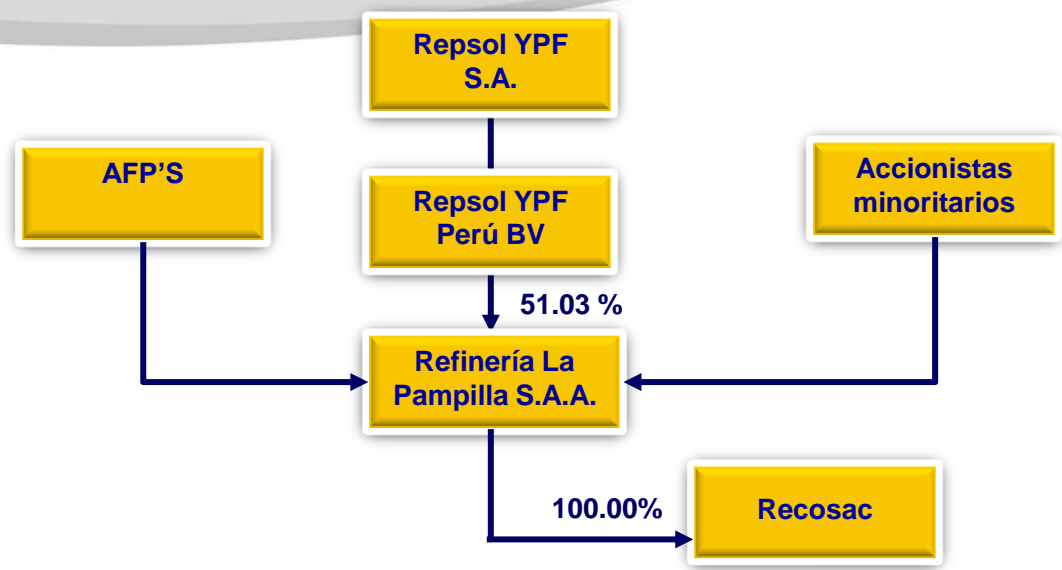 Repsol YPF
S.A.
AFP'S
Repsol YPF
Perú BV
Accionistas
minoritarios
51.03 %
Refinería La
Pampilla S.A.A.
100.00%
Recosac